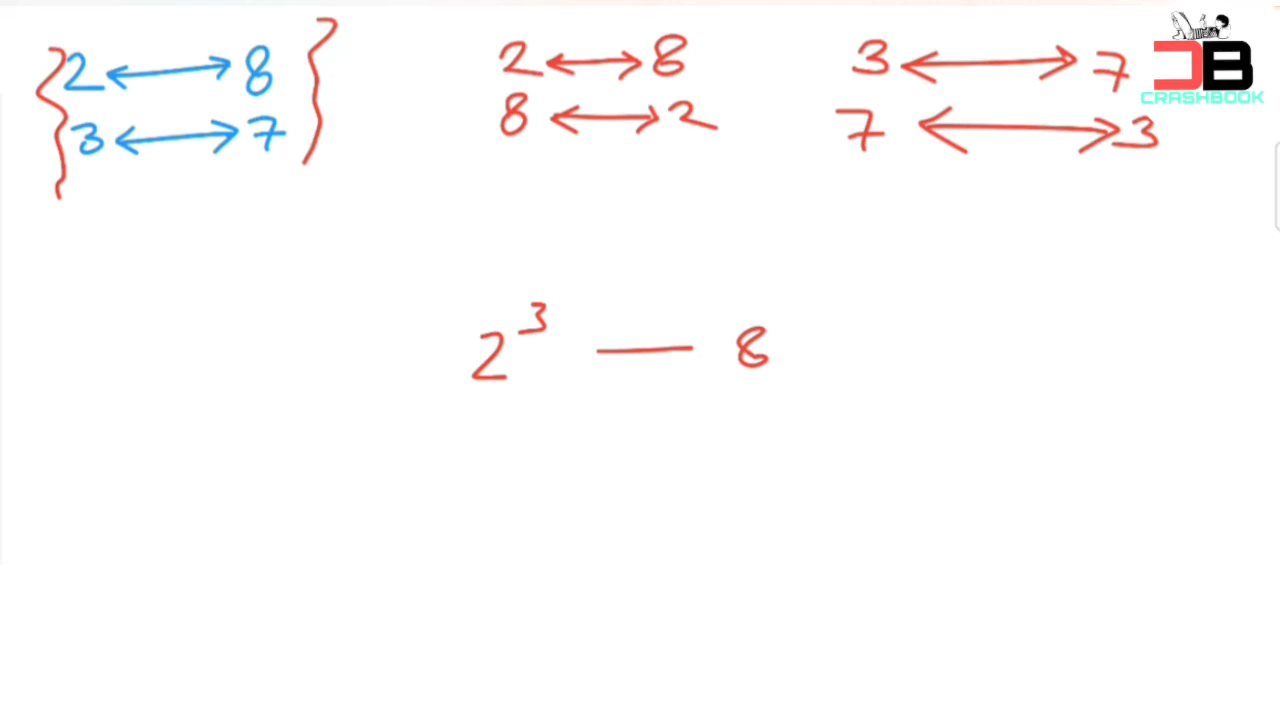 2 ↔ 8 2 ↔ 8 3 ↔ 7
3 ↔ 7 8 ↔ 2 7 ↔ 3
CRASHBOOK
2³ — 8